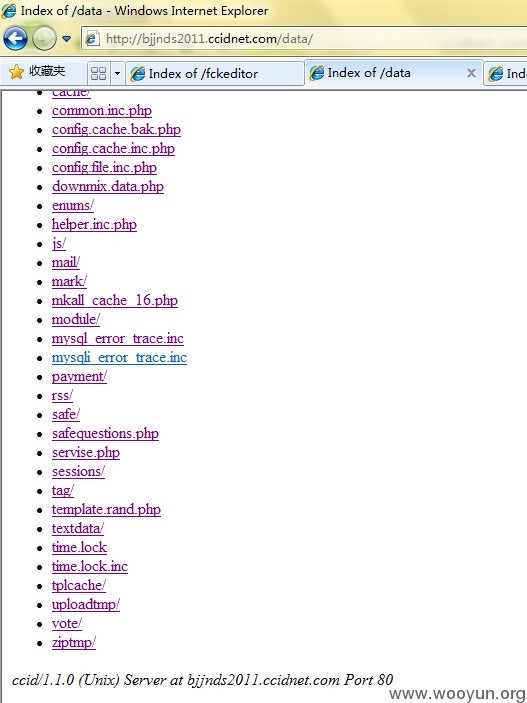 Index of /data - Windows Internet Explorer
http://bjjnds2011.ccidnet.com/data/
收藏夹
Index of /fckeditor
Index of /data
Ind
cache/
common.inc.php
config.cache.bak.php
config.cache.inc.php
config.file.inc.php
downmix.data.php
enums/
helper.inc.php
js/
mail/
mark/
mkall_cache_16.php
module/
mysql_error_trace.inc
mysqli_error_trace.inc
payment/
rss/
safe/
safequestions.php
servise.php
sessions/
tag/
template.rand.php
textdata/
time.lock
time.lock.inc
tplcache/
uploadtmp/
vote/
ziptmp/
ccid/1.1.0 (Unix) Server at bjjnds2011.ccidnet.com Port 80
www.wooyun.org